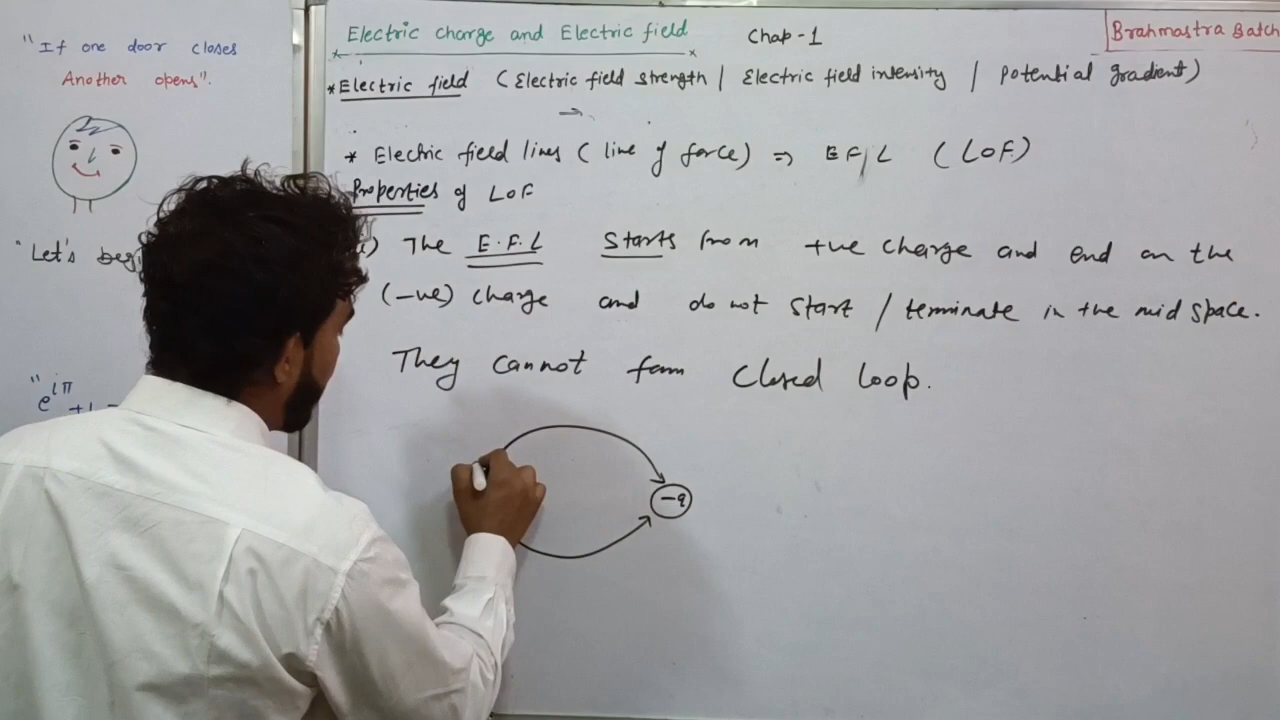 "If one door closes
Another opens".
"Let's
"e^iπ +1 =
Electric charge and Electric field Chap-1
Brahmastra Batch
* Electric field (Electric field strength / Electric field intensity / potential gradient)
* Electric field lines (line of force) ⇒ E.F.L (LOF)
Properties of LOF
i) The E.F.L starts from +ve charge and end on the
(-ve) charge and do not start / terminate in the mid space.
They cannot form closed loop.
-q